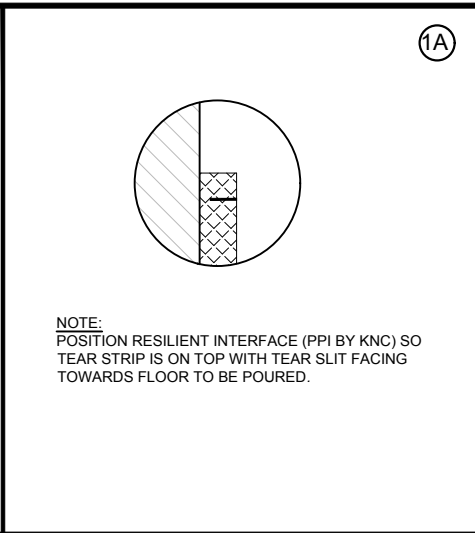 1A
NOTE:
POSITION RESILIENT INTERFACE (PPI BY KNC) SO
TEAR STRIP IS ON TOP WITH TEAR SLIT FACING
TOWARDS FLOOR TO BE POURED.